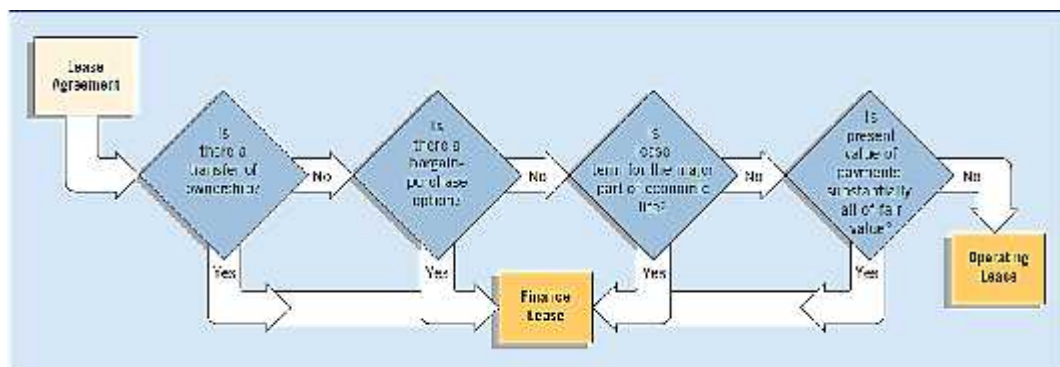 Lease
Agreement
Is
there a
transfer of
ownership?
No
Is
there a
bargain-
purchase
option?
No
Is
lease
term for the major
part of economic
life?
No
Is
present
value of
payments
substantially
all of fair
value?
No
Yes
Yes
Yes
Yes
Finance
Lease
Operating
Lease